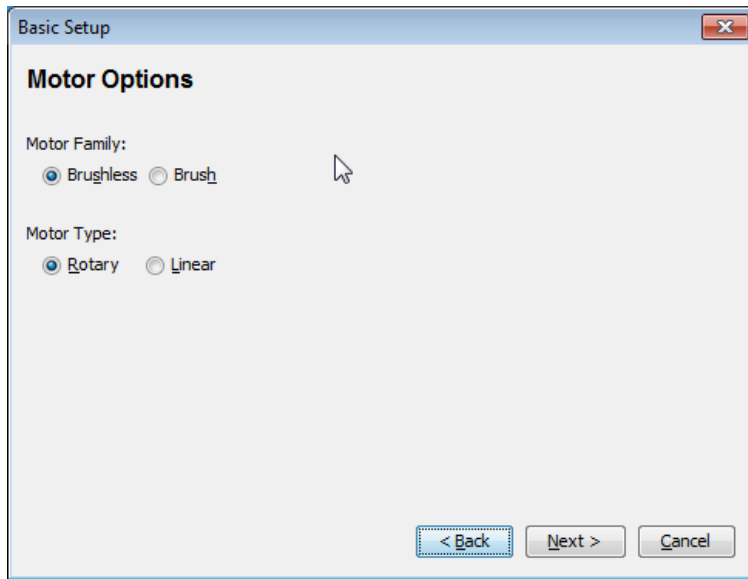 Basic Setup
Motor Options
Motor Family:
Brushless Brush
Motor Type:
Rotary Linear
< Back Next > Cancel